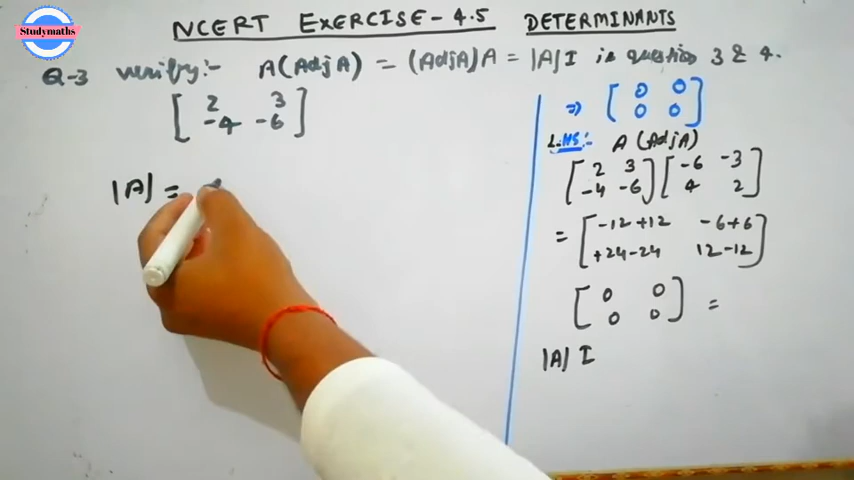 Studymaths
NCERT EXERCISE-4.5 DETERMINANTS
Q-3 verify:- A(AdjA) = (AdjA)A = |A|I in question 3 & 4.
[ 2 3
-4 -6 ]
|A| =
⇒ [ 0 0
0 0 ]
L.HS:- A (AdjA)
[ 2 3 ] [ -6 -3 ]
[ -4 -6 ] [ 4 2 ]
= [ -12+12 -6+6
+24-24 12-12 ]
[ 0 0
0 0 ] =
|A| I